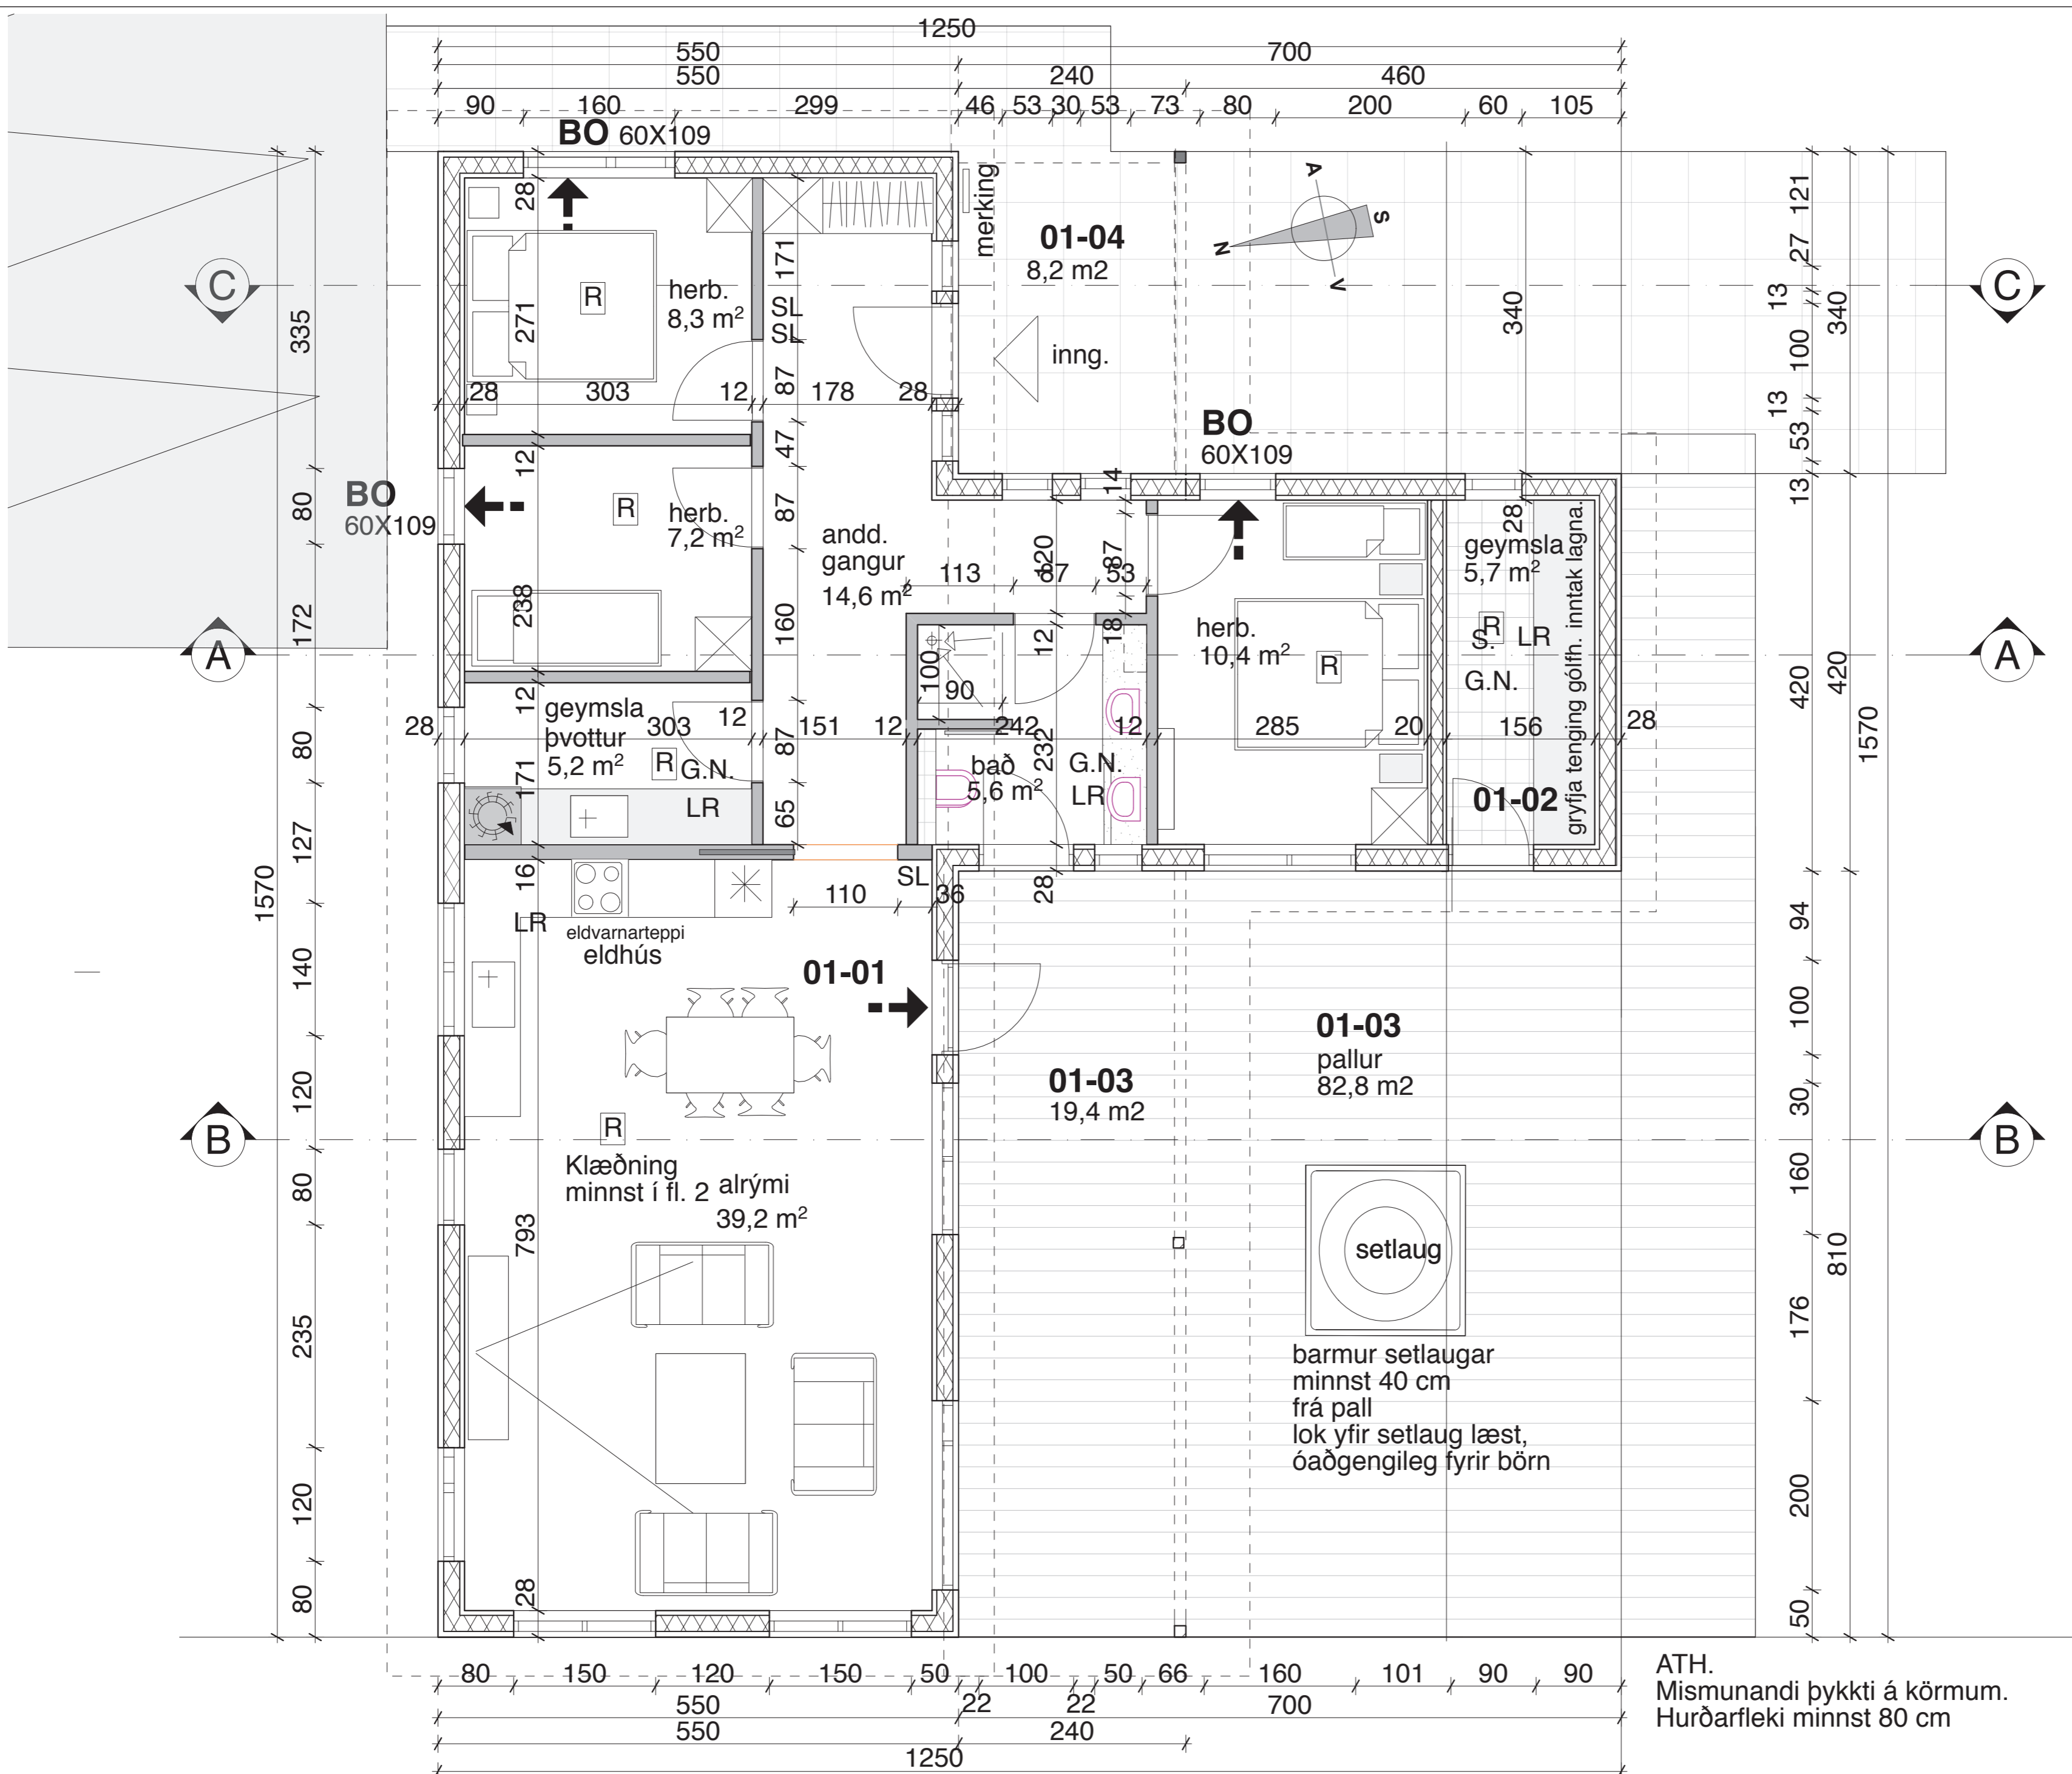 1250
550 700
550 240 460
90 160 299 46 53 30 53 73 80 200 60 105
BO 60X109
merking
01-04
8,2 m2
A
S
N
V
C
C
28
171
121
27
13
340
340
335
271
R
herb.
8,3 m²
SL
SL
inng.
100
13
53
13
28 303 12 87 178 28
47
BO
60X109
BO
60X109
80
12
R
herb.
7,2 m²
87
andd.
gangur
14,6 m²
14
120
87
113 87 53
28
geymsla
5,7 m²
gryfja tenging gólfh. inntak lagna.
172
238
160
12
18
herb.
10,4 m²
R
R
S. LR
G.N.
A
A
100
90
420
420
1570
12
geymsla
þvottur
5,2 m²
28 303 12 151 12 242 12 285 20 156 28
80
171
R G.N.
LR
87
65
232
bað
5,6 m²
G.N.
LR
01-02
127
16
LR
eldvarnarteppi
eldhús
SL
110 36
28
94
1570
140
01-01
01-03
pallur
82,8 m2
100
01-03
19,4 m2
30
120
R
B
B
Klæðning
minnst í fl. 2
alrými
39,2 m²
80
793
160
setlaug
810
235
176
barmur setlaugar
minnst 40 cm
frá pall
lok yfir setlaug læst,
óaðgengileg fyrir börn
120
200
80
28
50
80 150 120 150 50 100 50 66 160 101 90 90
22 22
550 700
550 240
1250
ATH.
Mismunandi þykkti á körmum.
Hurðarfleki minnst 80 cm